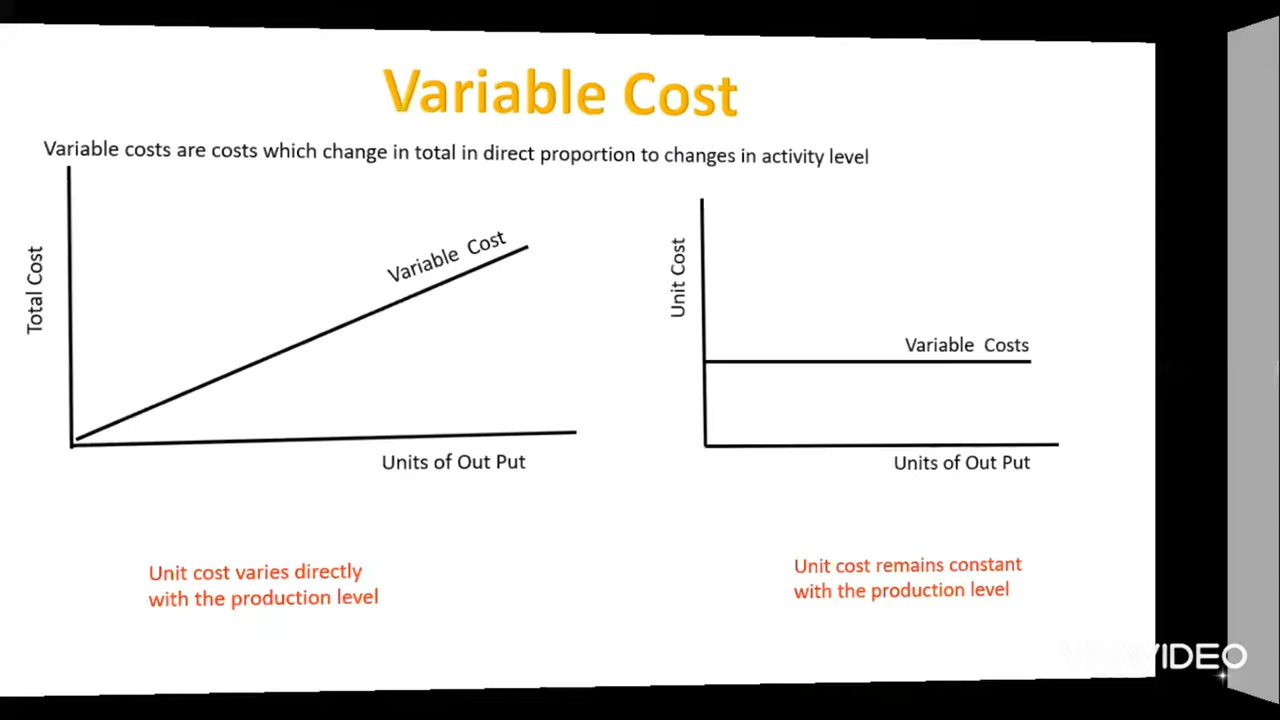 Variable Cost
Variable costs are costs which change in total in direct proportion to changes in activity level
Total Cost
Variable Cost
Units of Out Put
Unit cost varies directly
with the production level
Unit Cost
Variable Costs
Units of Out Put
Unit cost remains constant
with the production level
VIDEO